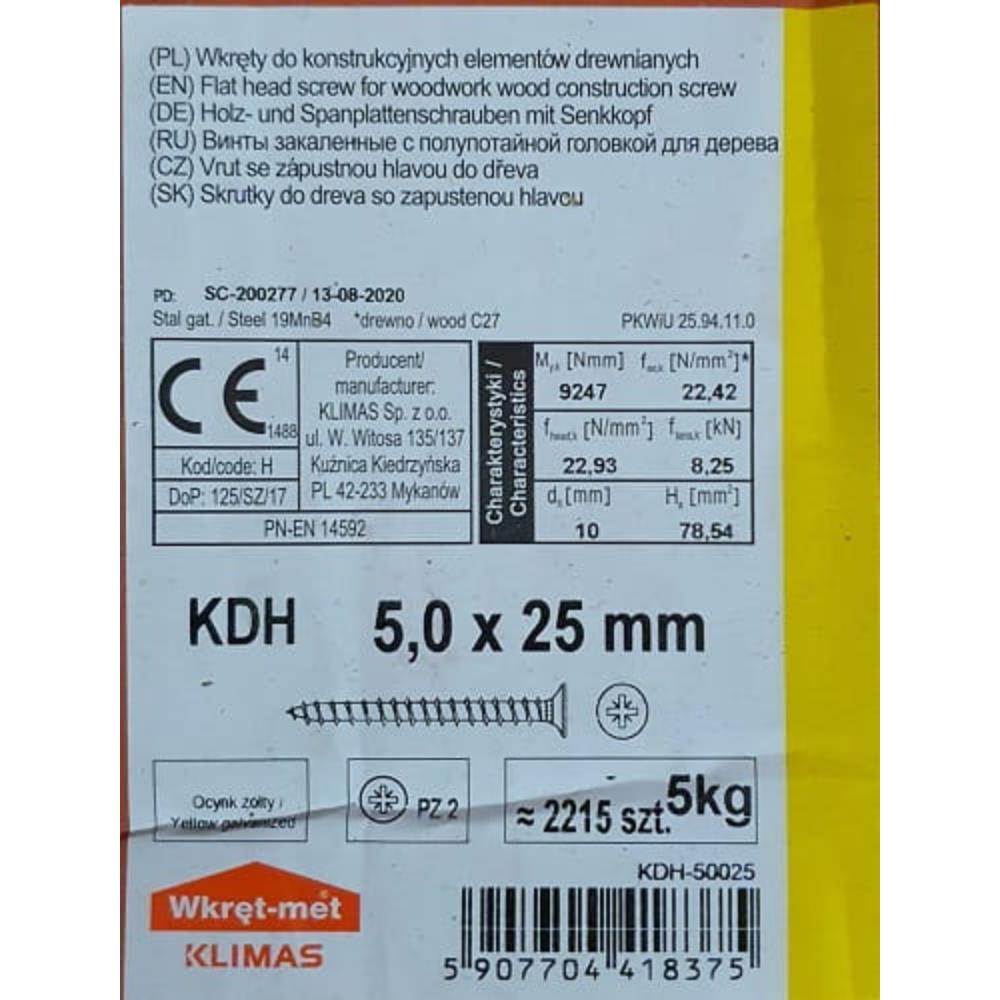 (PL) Wkręty do konstrukcyjnych elementów drewnianych
(EN) Flat head screw for woodwork wood construction screw
(DE) Holz- und Spanplattenschrauben mit Senkkopf
(RU) Винты закаленные с полупотайной головкой для дерева
(CZ) Vrut se zápustnou hlavou do dřeva
(SK) Skrutky do dreva so zapustenou hlavou
PD: SC-200277 / 13-08-2020
Stal gat. / Steel 19MnB4 *drewno / wood C27 PKWiU 25.94.11.0
CE 14
1488
Kod/code: H
DoP: 125/SZ/17
Producent/
manufacturer:
KLIMAS Sp. z o.o.
ul. W. Witosa 135/137
Kuźnica Kiedrzyńska
PL 42-233 Mykanów
PN-EN 14592
Charakterystyki /
Characteristics
My,k [Nmm] fax,k [N/mm²]*
9247 22,42
fhead,k [N/mm²] ftens,k [kN]
22,93 8,25
[mm] [mm²]
10 78,54
KDH 5,0 x 25 mm
Ocynk żółty /
Yellow galvanized
PZ 2
≈ 2215 szt. 5kg
KDH-50025
Wkręt-met
KLIMAS
5 907704 418375